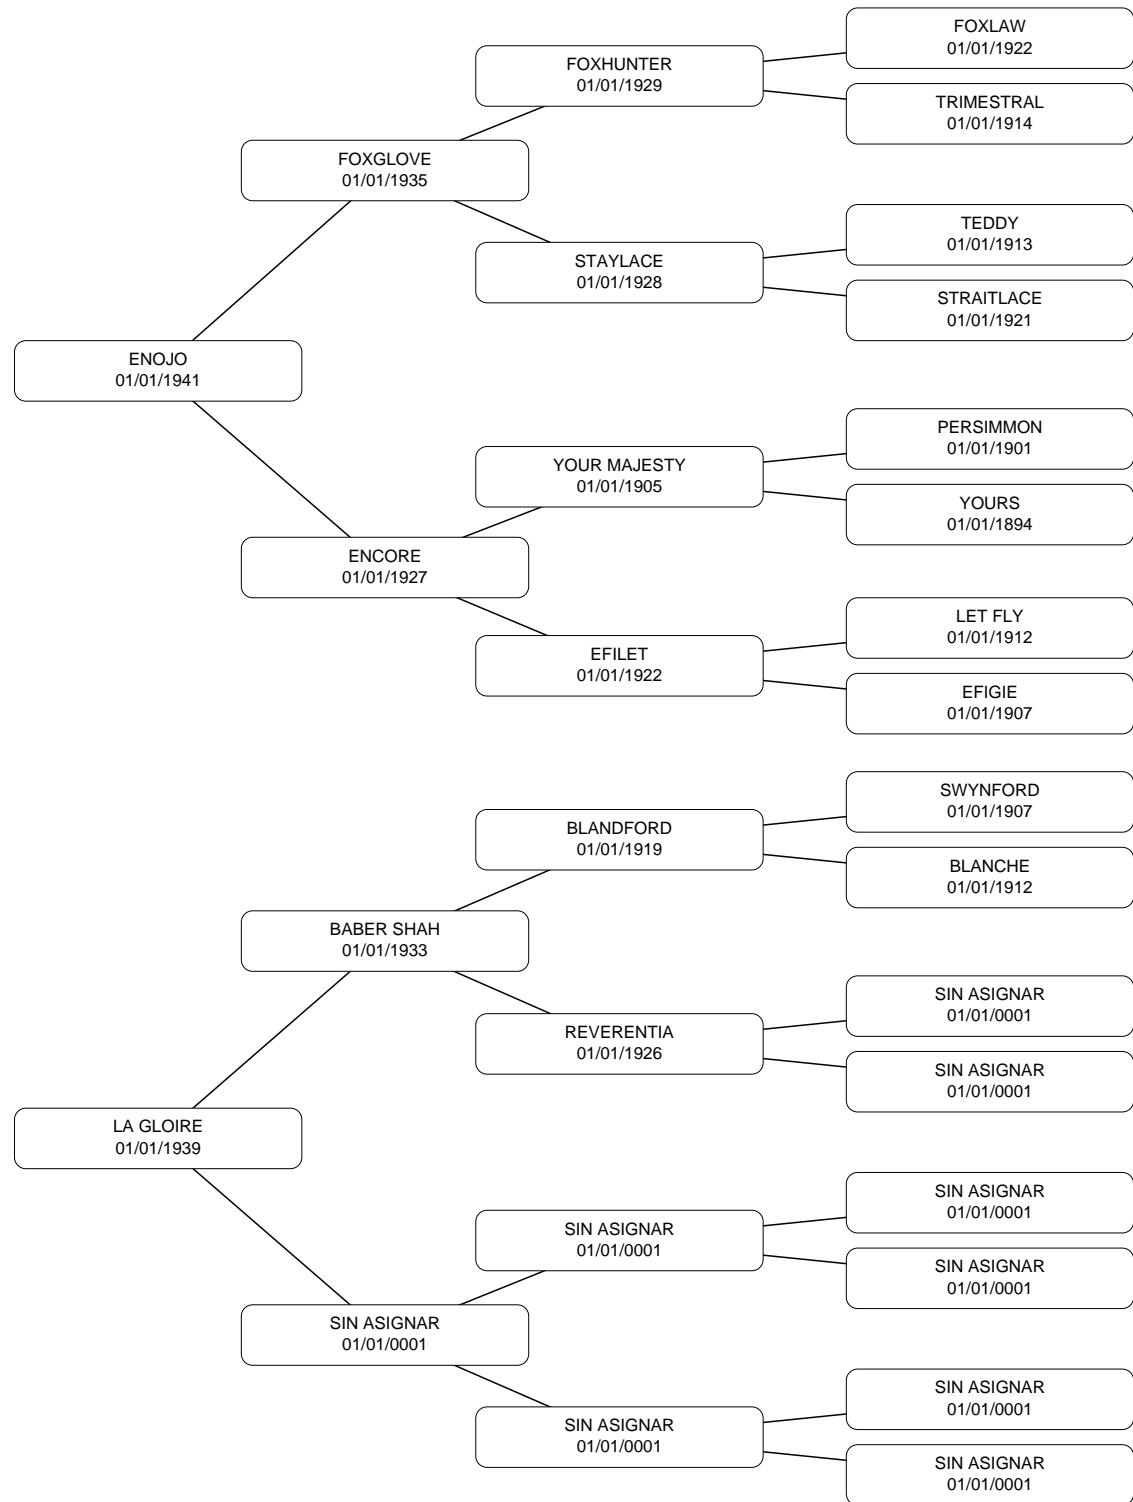 FOXLAW
01/01/1922
FOXHUNTER
01/01/1929
TRIMESTRAL
01/01/1914
FOXGLOVE
01/01/1935
TEDDY
01/01/1913
STAYLACE
01/01/1928
STRAITLACE
01/01/1921
ENOJO
01/01/1941
PERSIMMON
01/01/1901
YOUR MAJESTY
01/01/1905
YOURS
01/01/1894
ENCORE
01/01/1927
LET FLY
01/01/1912
EFILET
01/01/1922
EFIGIE
01/01/1907
SWYNFORD
01/01/1907
BLANDFORD
01/01/1919
BLANCHE
01/01/1912
BABER SHAH
01/01/1933
SIN ASIGNAR
01/01/0001
REVERENTIA
01/01/1926
SIN ASIGNAR
01/01/0001
LA GLOIRE
01/01/1939
SIN ASIGNAR
01/01/0001
SIN ASIGNAR
01/01/0001
SIN ASIGNAR
01/01/0001
SIN ASIGNAR
01/01/0001
SIN ASIGNAR
01/01/0001
SIN ASIGNAR
01/01/0001
SIN ASIGNAR
01/01/0001